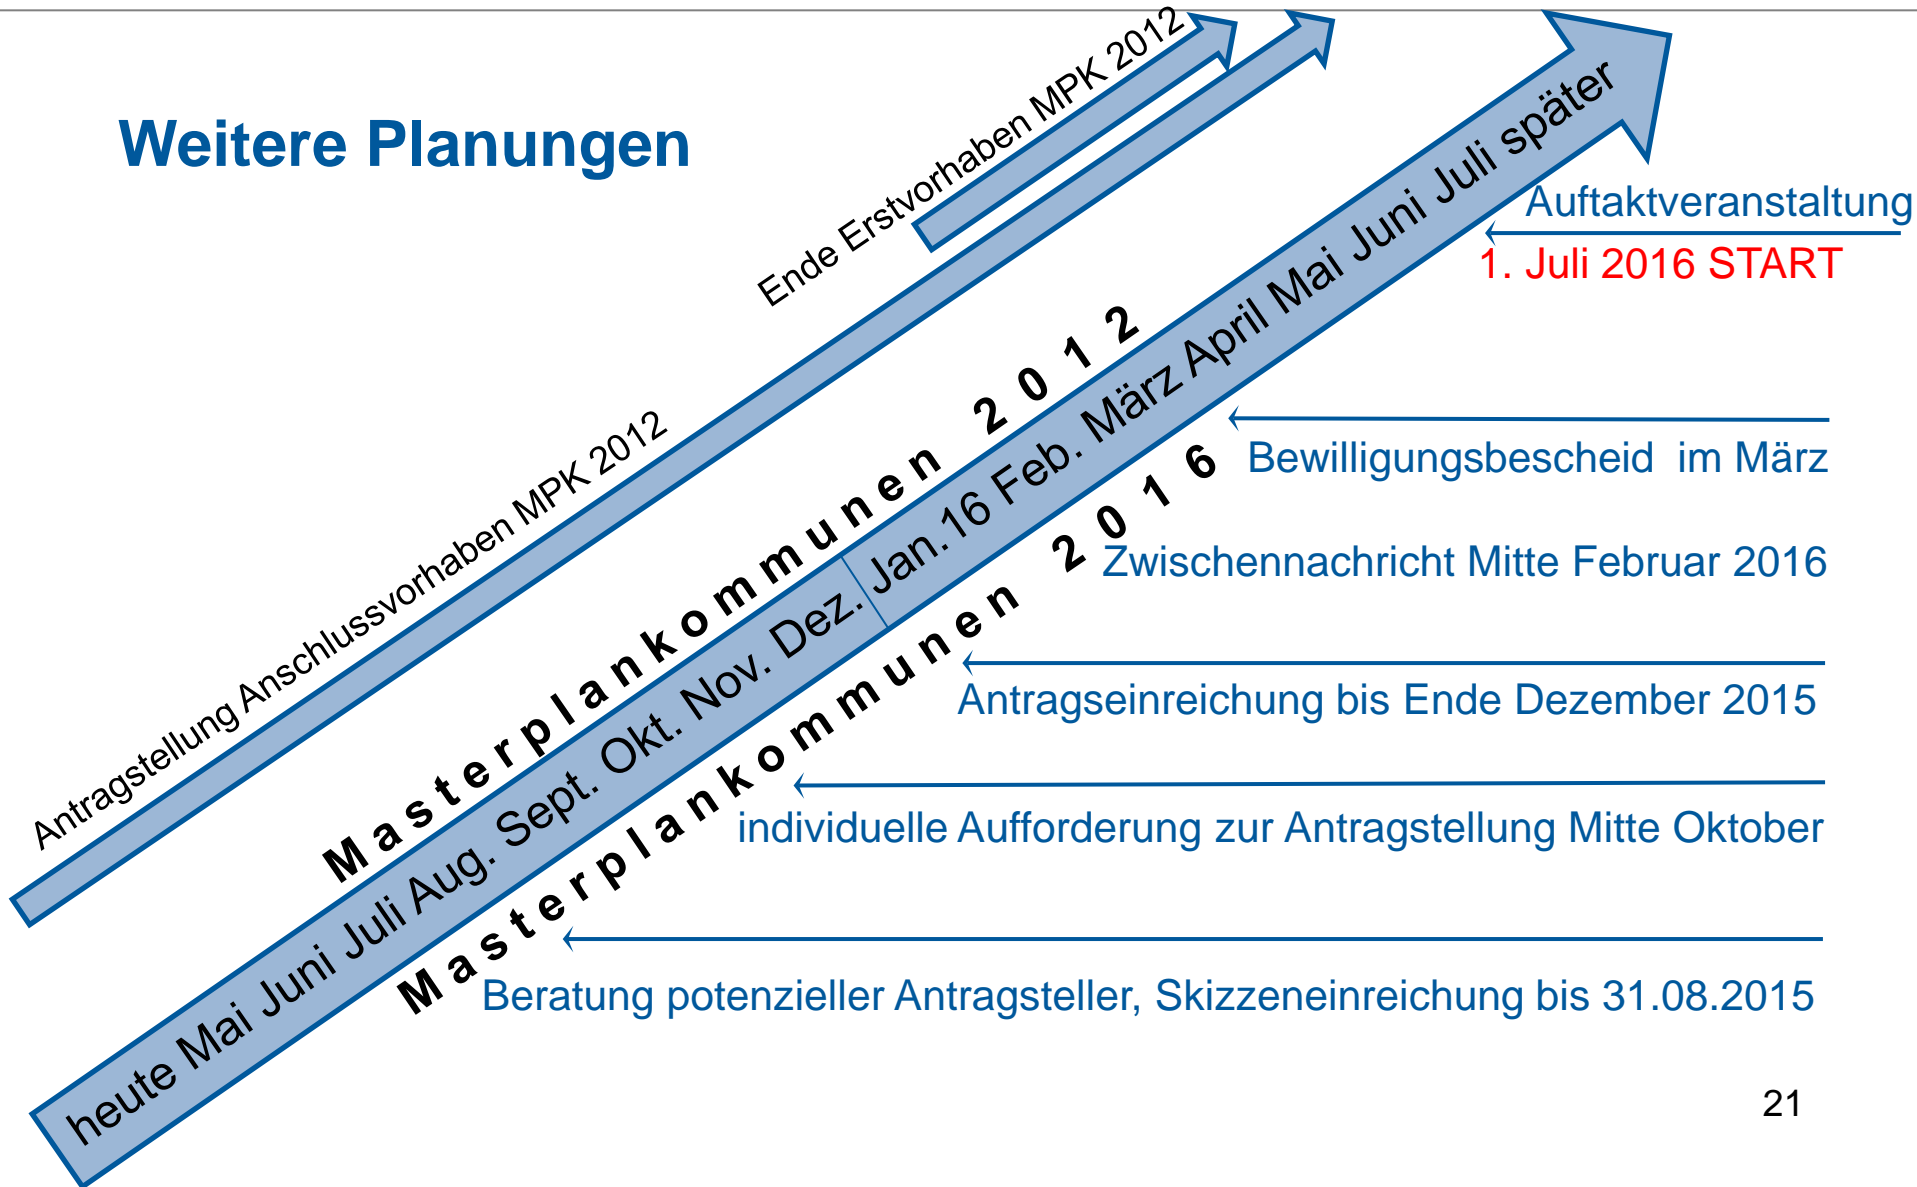 Weitere Planungen
Ende Erstvorhaben MPK 2012
Antragstellung Anschlussvorhaben MPK 2012
Masterplankommunen 2012
heute Mai Juni Juli Aug. Sept. Okt. Nov. Dez. Jan.16 Feb. März April Mai Juni Juli später
Masterplankommunen 2016
Auftaktveranstaltung
1. Juli 2016 START
Bewilligungsbescheid im März
Zwischennachricht Mitte Februar 2016
Antragseinreichung bis Ende Dezember 2015
individuelle Aufforderung zur Antragstellung Mitte Oktober
Beratung potenzieller Antragsteller, Skizzeneinreichung bis 31.08.2015
21